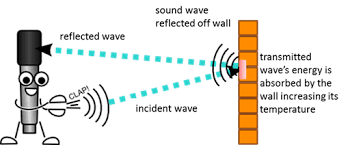 sound wave
reflected off wall
reflected wave
transmitted
wave's energy is
absorbed by the
wall increasing its
temperature
CLAP!
incident wave